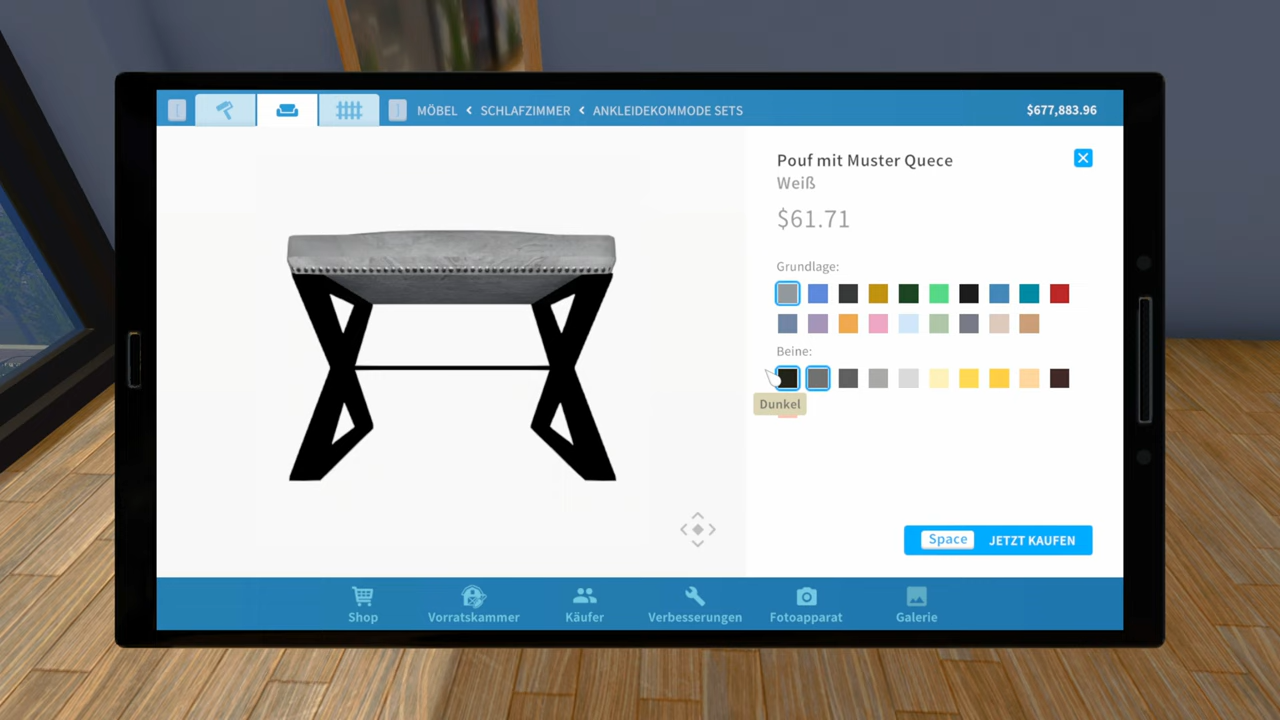 MÖBEL < SCHLAFZIMMER < ANKLEIDEKOMMODE SETS
$677,883.96
Pouf mit Muster Quece
Weiß
$61.71
Grundlage:
Beine:
Dunkel
Space JETZT KAUFEN
Shop
Vorratskammer
Käufer
Verbesserungen
Fotoapparat
Galerie